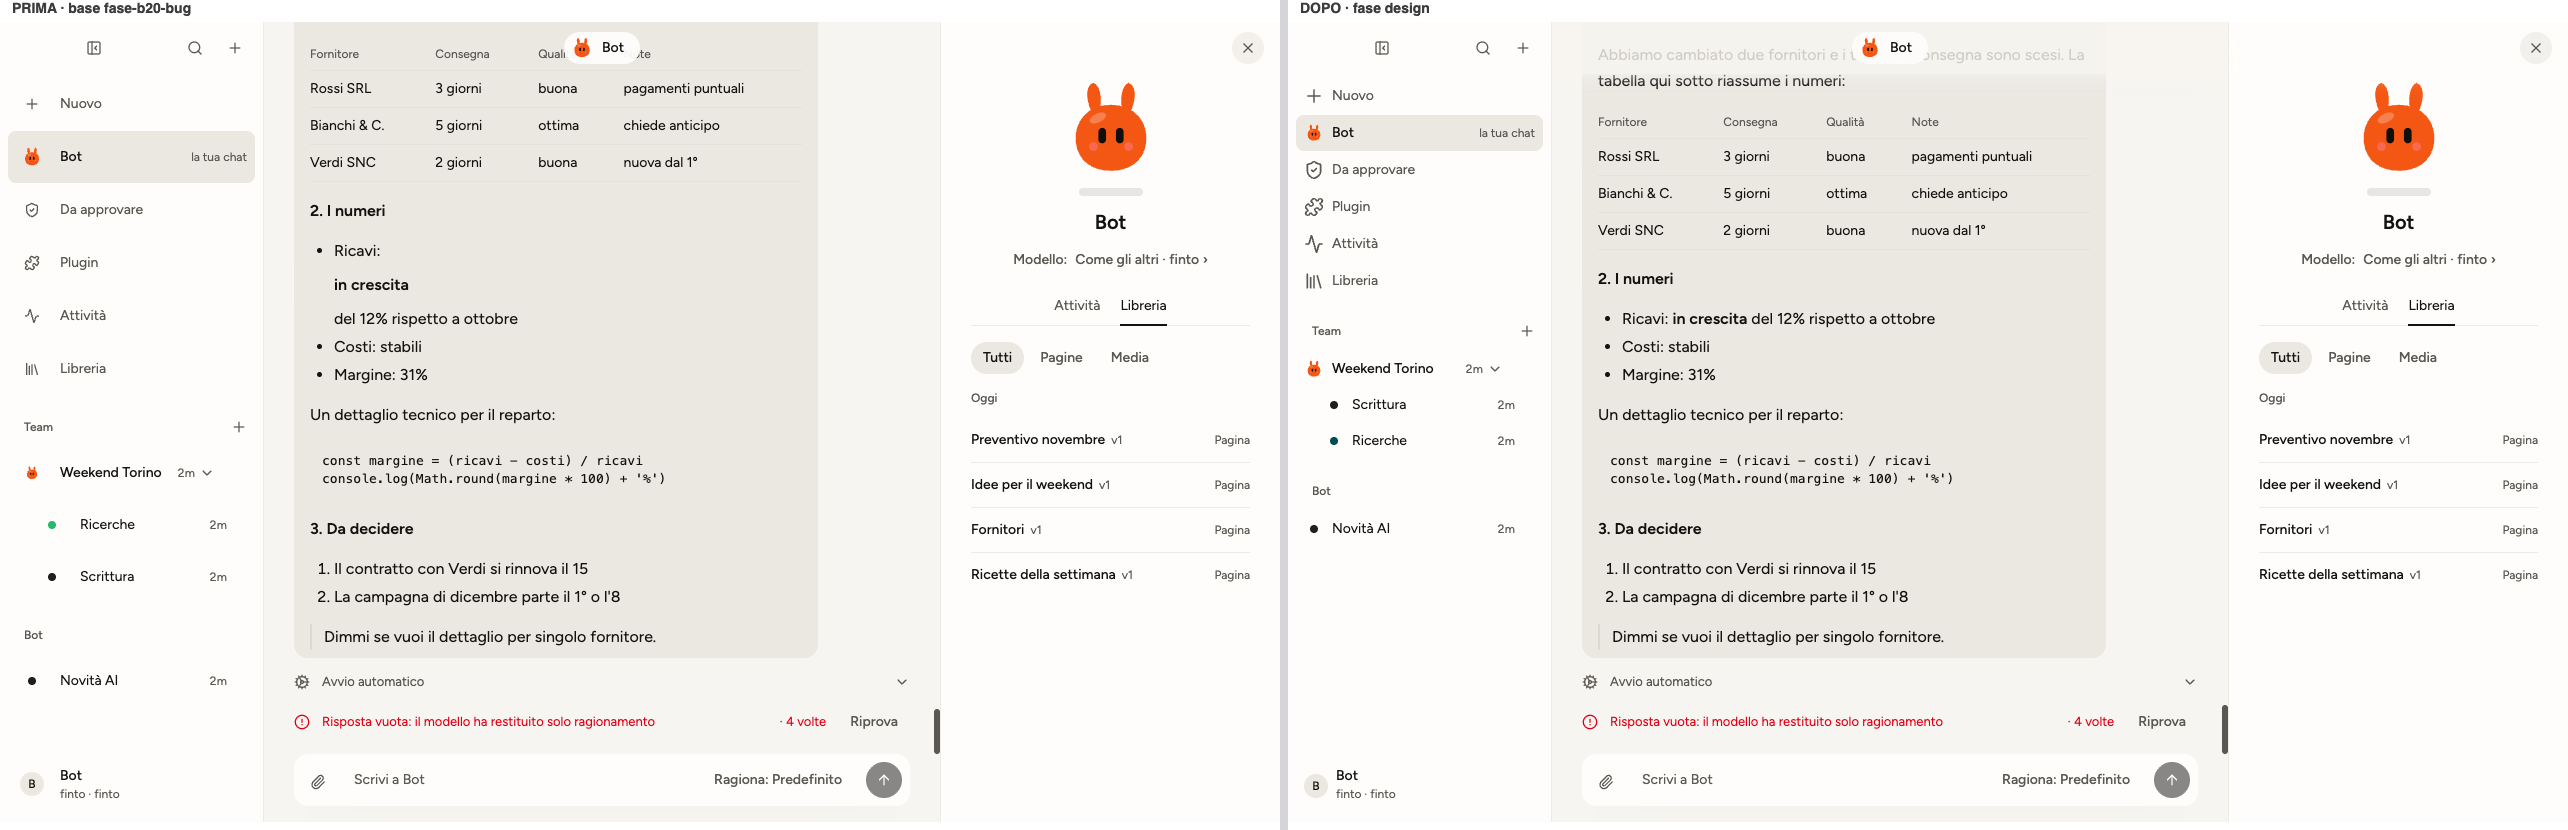 PRIMA · base fase-b20-bug
Nuovo
Bot
la tua chat
Da approvare
Plugin
Attività
Libreria
Team
Weekend Torino
2m
Ricerche
2m
Scrittura
2m
Bot
Novità AI
2m
B
Bot
finto · finto
Bot
Fornitore Consegna
Rossi SRL 3 giorni buona pagamenti puntuali
Bianchi & C. 5 giorni ottima chiede anticipo
Verdi SNC 2 giorni buona nuova dal 1°
2. I numeri
• Ricavi:
in crescita
del 12% rispetto a ottobre
• Costi: stabili
• Margine: 31%
Un dettaglio tecnico per il reparto:
const margine = (ricavi − costi) / ricavi
console.log(Math.round(margine * 100) + '%')
3. Da decidere
1. Il contratto con Verdi si rinnova il 15
2. La campagna di dicembre parte il 1° o l'8
Dimmi se vuoi il dettaglio per singolo fornitore.
Avvio automatico
Risposta vuota: il modello ha restituito solo ragionamento · 4 volte Riprova
Scrivi a Bot Ragiona: Predefinito
Bot
Modello: Come gli altri · finto ›
Attività Libreria
Tutti Pagine Media
Oggi
Preventivo novembre v1 Pagina
Idee per il weekend v1 Pagina
Fornitori v1 Pagina
Ricette della settimana v1 Pagina
DOPO · fase design
Nuovo
Bot
la tua chat
Da approvare
Plugin
Attività
Libreria
Team
Weekend Torino
2m
Scrittura
2m
Ricerche
2m
Bot
Novità AI
2m
B
Bot
finto · finto
Bot
Abbiamo cambiato due fornitori e i consegna sono scesi. La
tabella qui sotto riassume i numeri:
Fornitore Consegna Qualità Note
Rossi SRL 3 giorni buona pagamenti puntuali
Bianchi & C. 5 giorni ottima chiede anticipo
Verdi SNC 2 giorni buona nuova dal 1°
2. I numeri
• Ricavi: in crescita del 12% rispetto a ottobre
• Costi: stabili
• Margine: 31%
Un dettaglio tecnico per il reparto:
const margine = (ricavi − costi) / ricavi
console.log(Math.round(margine * 100) + '%')
3. Da decidere
1. Il contratto con Verdi si rinnova il 15
2. La campagna di dicembre parte il 1° o l'8
Dimmi se vuoi il dettaglio per singolo fornitore.
Avvio automatico
Risposta vuota: il modello ha restituito solo ragionamento · 4 volte Riprova
Scrivi a Bot Ragiona: Predefinito
Bot
Modello: Come gli altri · finto ›
Attività Libreria
Tutti Pagine Media
Oggi
Preventivo novembre v1 Pagina
Idee per il weekend v1 Pagina
Fornitori v1 Pagina
Ricette della settimana v1 Pagina